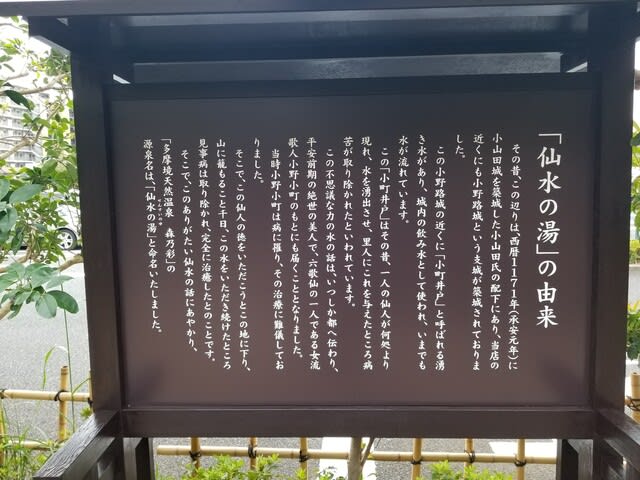 「仙水の湯」の由来
その昔、この辺りは、西暦1171年(承安元年)に
小山田城を築城した小山田氏の配下にあり、当店の
近くにも小野路城という支城が築城されておりま
した。
この小野路城の近くに「小町井戸」と呼ばれる湧
き水があり、城内の飲み水として使われ、いまでも
水が流れています。
この「小町井戸」はその昔、一人の仙人が何処より
現れ、水を湧出させ、里人にこれを与えたところ病
苦が取り除かれたといわれています。
この不思議な力の水の話は、いつしか都へ伝わり、
平安前期の絶世の美人で、六歌仙の一人である女流
歌人小野小町のもとにも届くこととなりました。
当時小野小町は病に罹り、その治療に難儀してお
りました。
そこで、この仙人の徳をいただこうとこの地に下り、
山に籠もること千日、この水をいただき続けたところ
見事病は取り除かれ、完全に治癒したとのことです。
そこで、このありがたい仙水の話にあやかり、
「多摩境天然温泉 森乃彩」の
源泉名は、「仙水の湯」と命名いたしました。